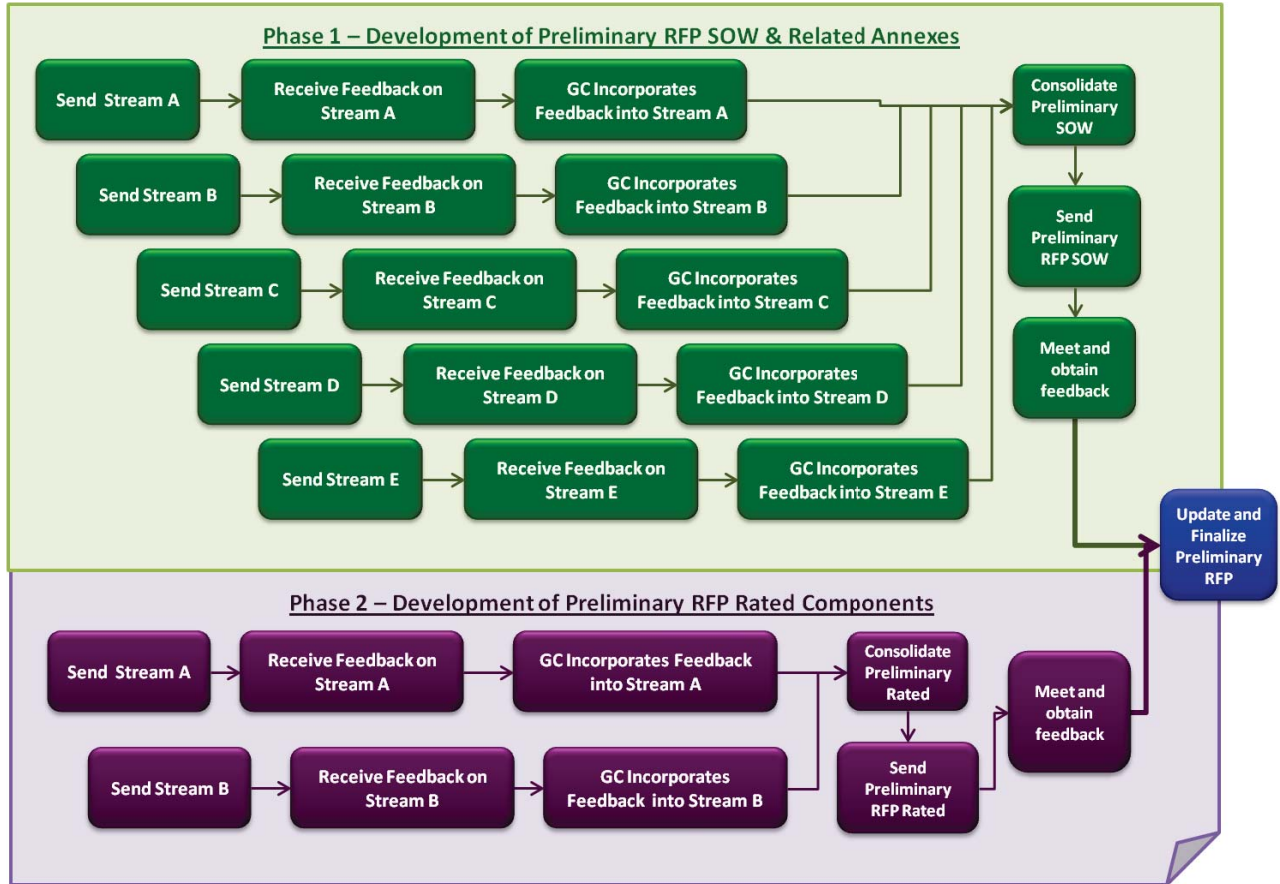 Phase 1 – Development of Preliminary RFP SOW & Related Annexes
Send Stream A
Receive Feedback on
Stream A
GC Incorporates
Feedback into Stream A
Consolidate
Preliminary
SOW
Send Stream B
Receive Feedback on
Stream B
GC Incorporates
Feedback into Stream B
Send
Preliminary
RFP SOW
Send Stream C
Receive Feedback on
Stream C
GC Incorporates
Feedback into Stream C
Meet and
obtain
feedback
Send Stream D
Receive Feedback on
Stream D
GC Incorporates
Feedback into Stream D
Send Stream E
Receive Feedback on
Stream E
GC Incorporates
Feedback into Stream E
Update and
Finalize
Preliminary
RFP
Phase 2 – Development of Preliminary RFP Rated Components
Send Stream A
Receive Feedback on
Stream A
GC Incorporates Feedback
into Stream A
Consolidate
Preliminary
Rated
Meet and
obtain
feedback
Send Stream B
Receive Feedback on
Stream B
GC Incorporates
Feedback into Stream B
Send
Preliminary
RFP Rated